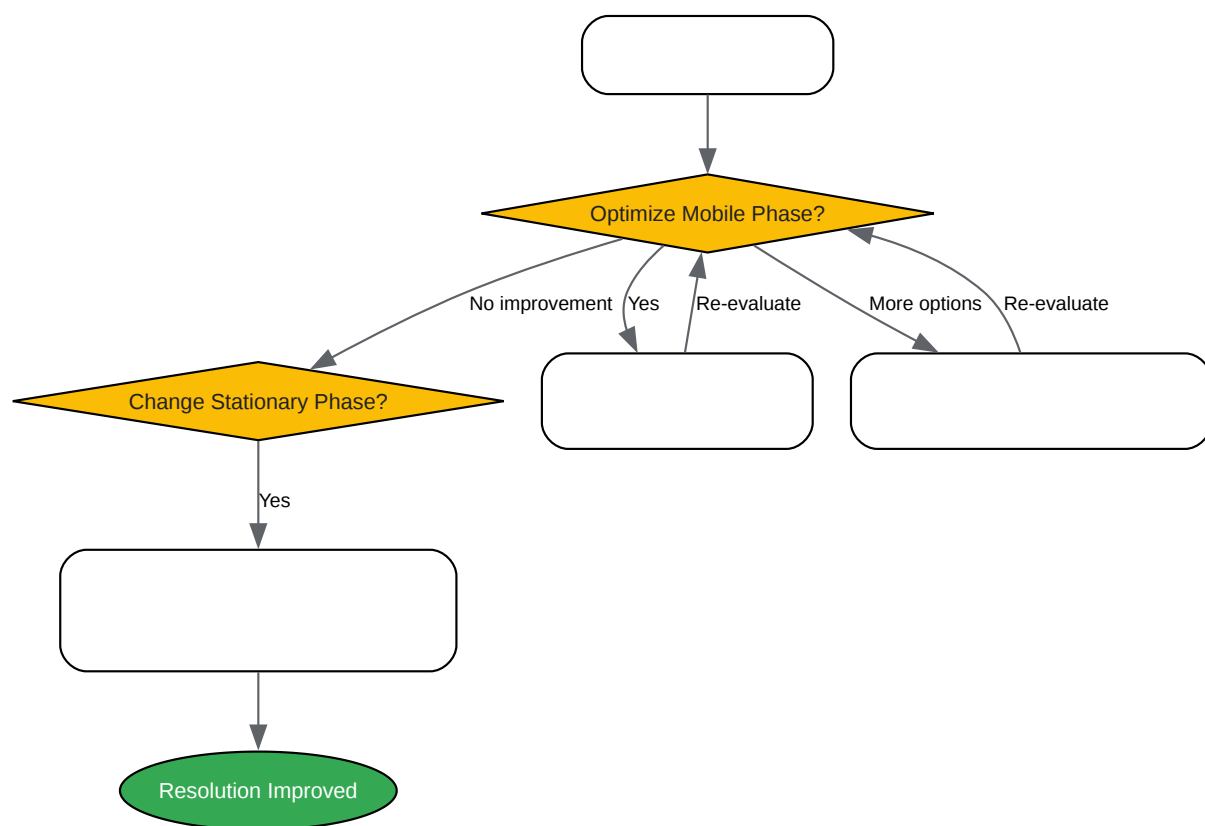 Optimize Mobile Phase?
No improvement
Yes
Re-evaluate
More options
Re-evaluate
Change Stationary Phase?
Yes
Resolution Improved